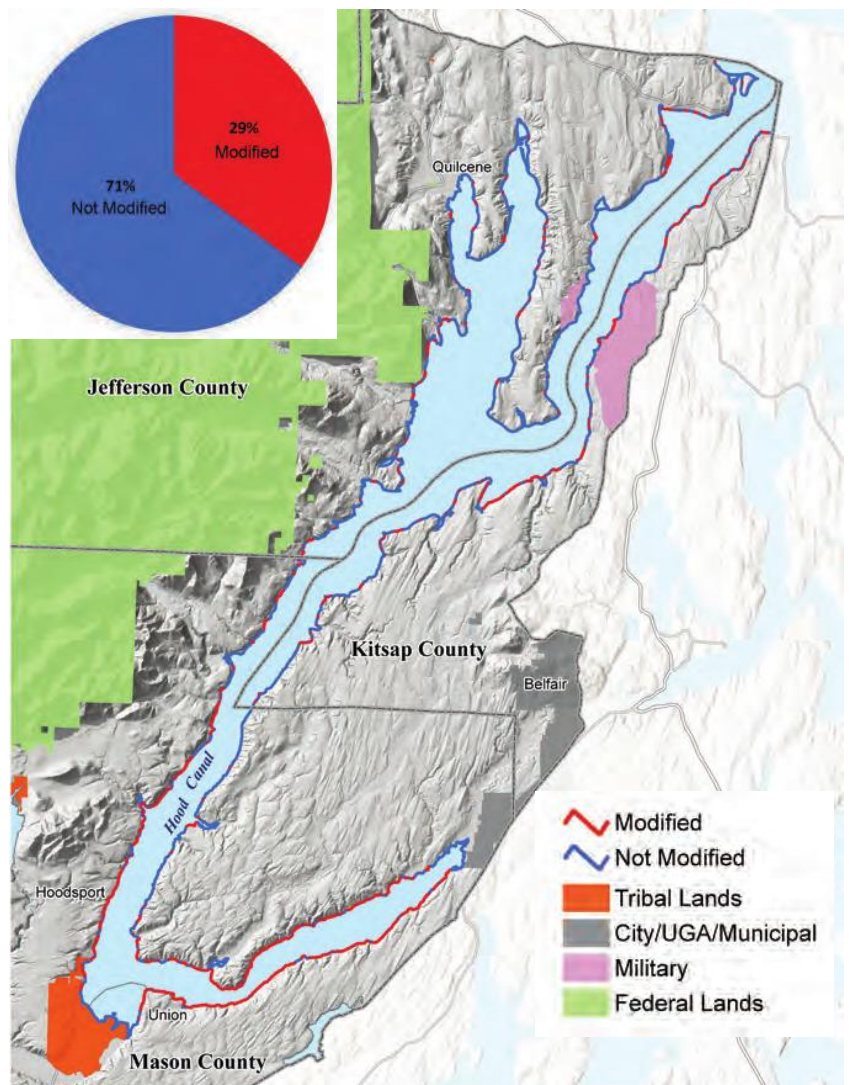 29%
Modified
71%
Not Modified
Quilcene
Jefferson County
Kitsap County
Belfair
Hood Canal
Hoodsport
Union
Mason County
Modified
Not Modified
Tribal Lands
City/UGA/Municipal
Military
Federal Lands